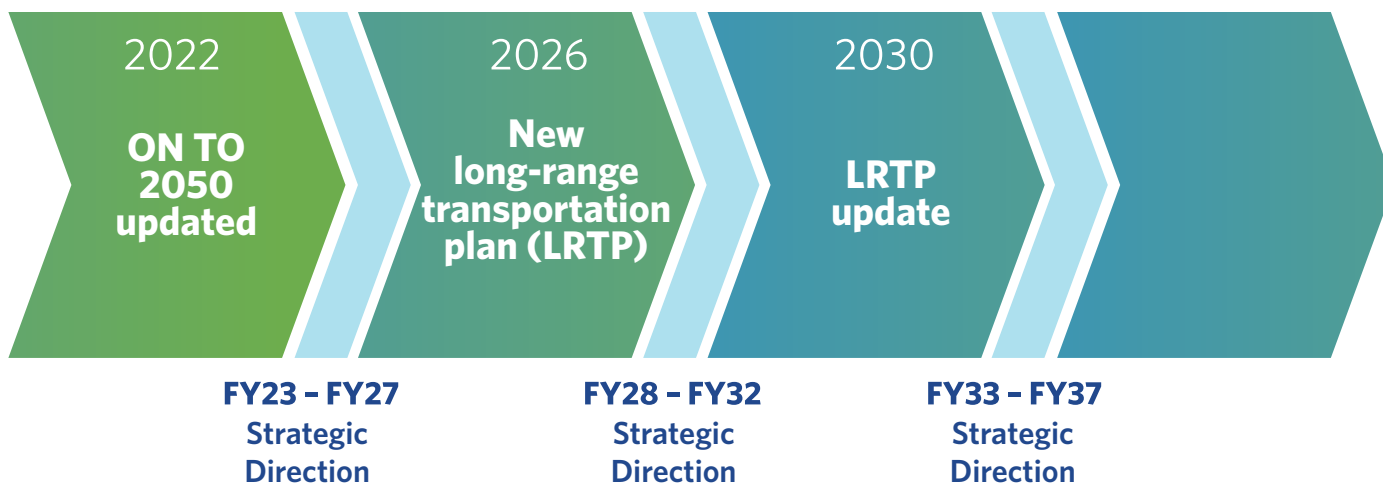 2022
ON TO
2050
updated
2026
New
long-range
transportation
plan (LRTP)
2030
LRTP
update
FY23 – FY27
Strategic
Direction
FY28 – FY32
Strategic
Direction
FY33 – FY37
Strategic
Direction